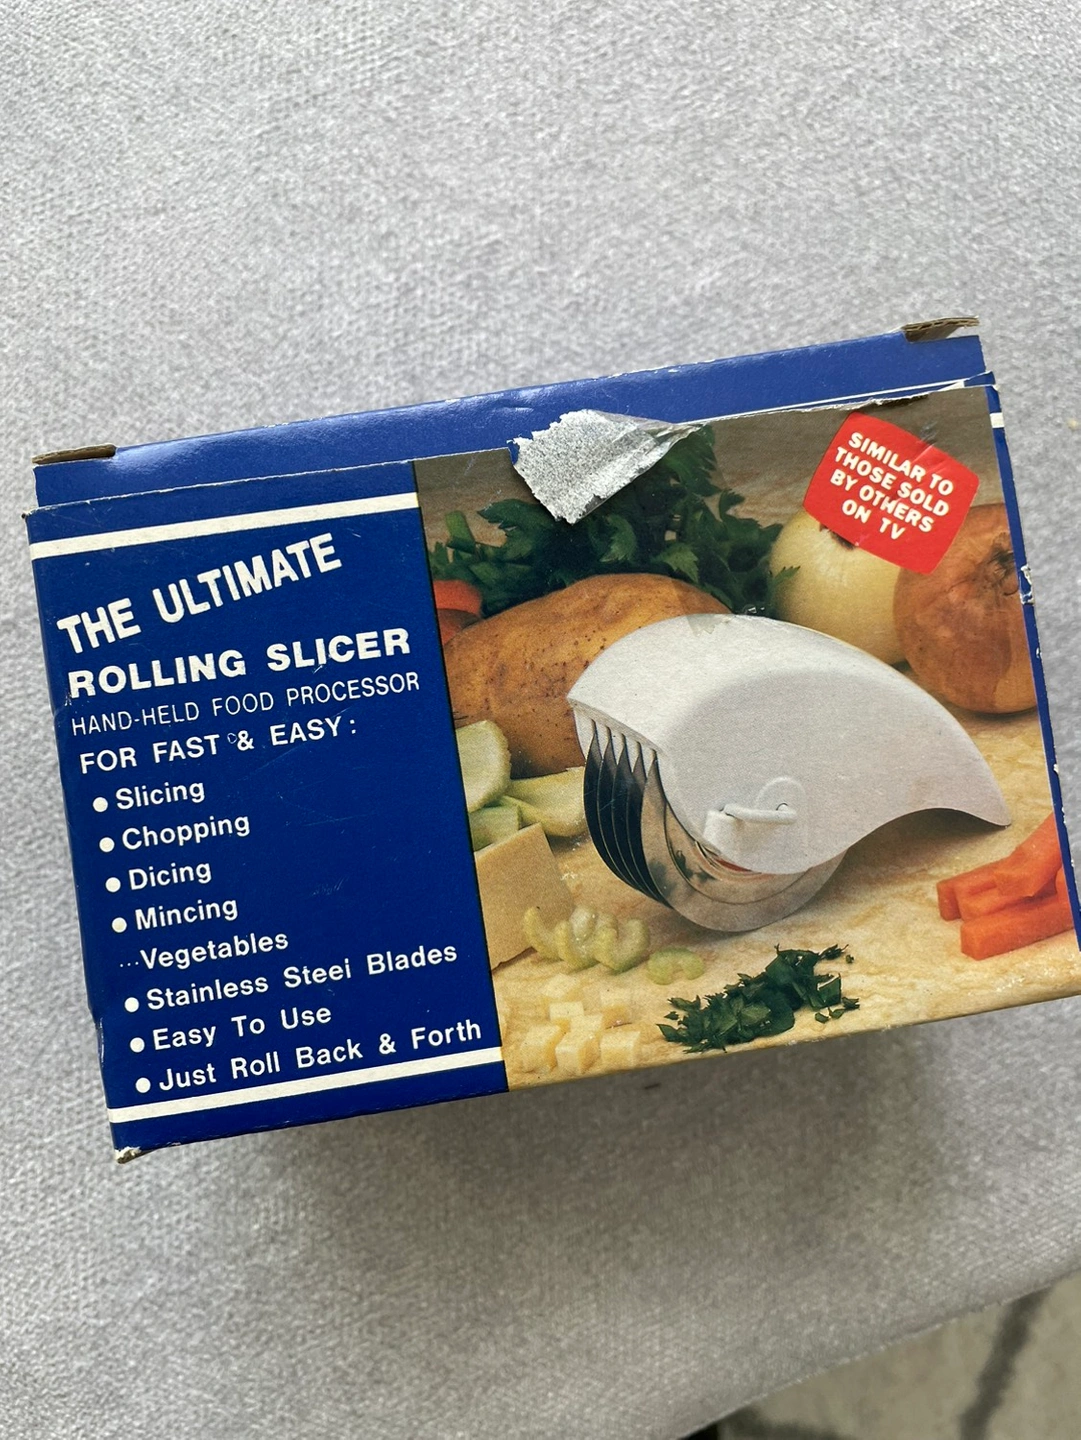 THE ULTIMATE
ROLLING SLICER
HAND-HELD FOOD PROCESSOR
FOR FAST & EASY:
• Slicing
• Chopping
• Dicing
• Mincing
...Vegetables
• Stainless Steei Blades
• Easy To Use
• Just Roll Back & Forth
SIMILAR TO
THOSE SOLD
BY OTHERS
ON TV